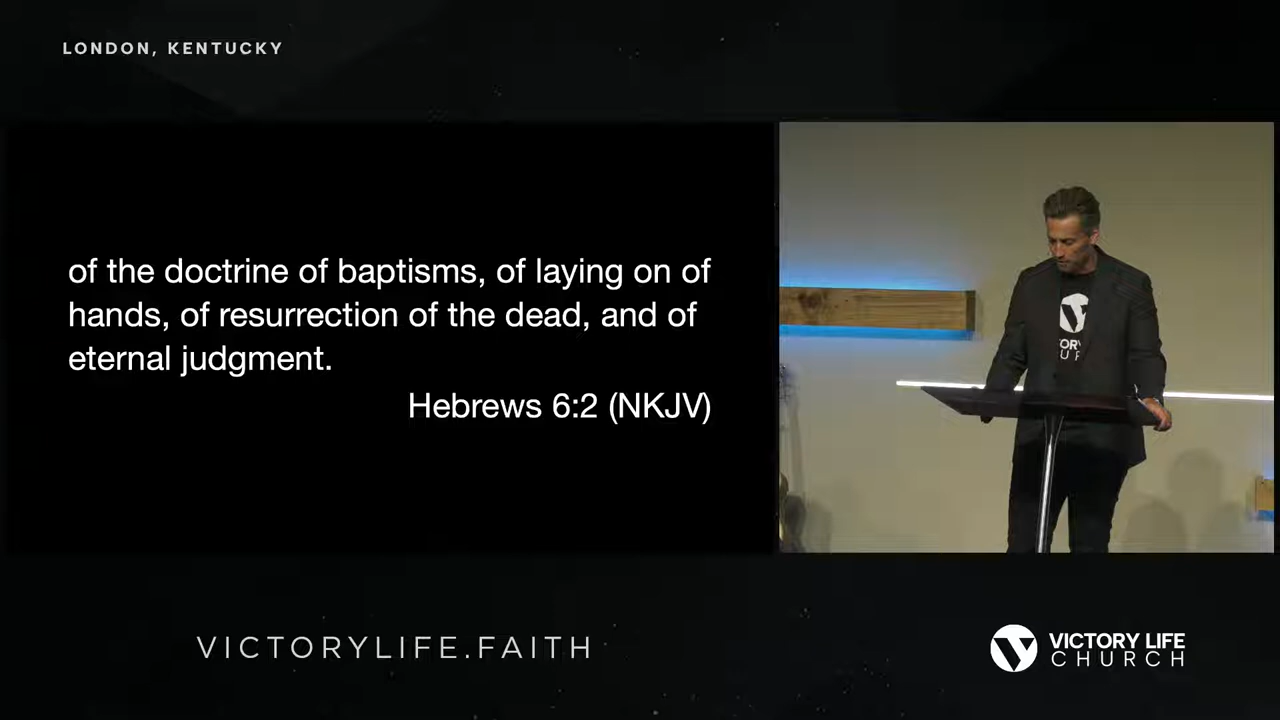 LONDON, KENTUCKY
of the doctrine of baptisms, of laying on of
hands, of resurrection of the dead, and of
eternal judgment.
Hebrews 6:2 (NKJV)
VICTORYLIFE.FAITH
VICTORY LIFE
CHURCH